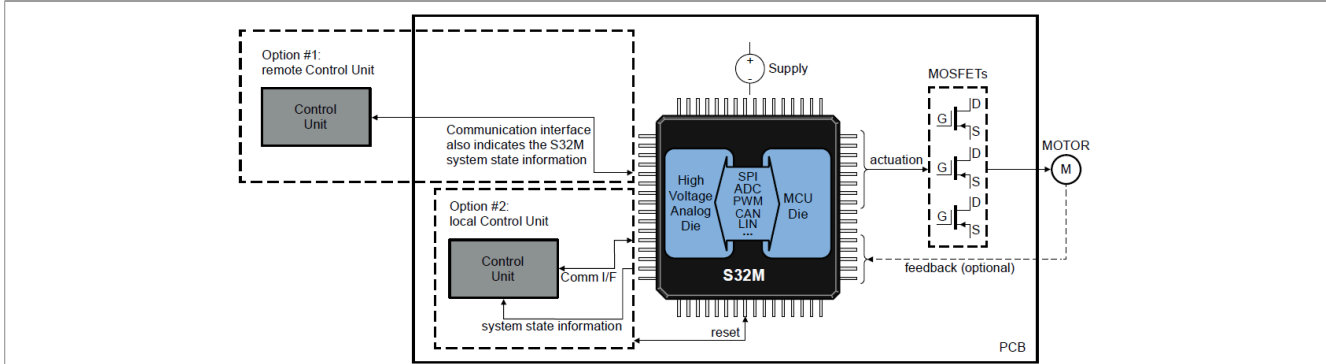 Option #1:
remote Control Unit
Control
Unit
Communication interface
also indicates the S32M
system state information
Option #2:
local Control Unit
Control
Unit
Comm I/F
system state information
reset
+
-
Supply
High
Voltage
Analog
Die
SPI
ADC
PWM
CAN
LIN
...
MCU
Die
S32M
actuation
MOSFETs
D
G
S
D
G
S
D
G
S
MOTOR
M
feedback (optional)
PCB